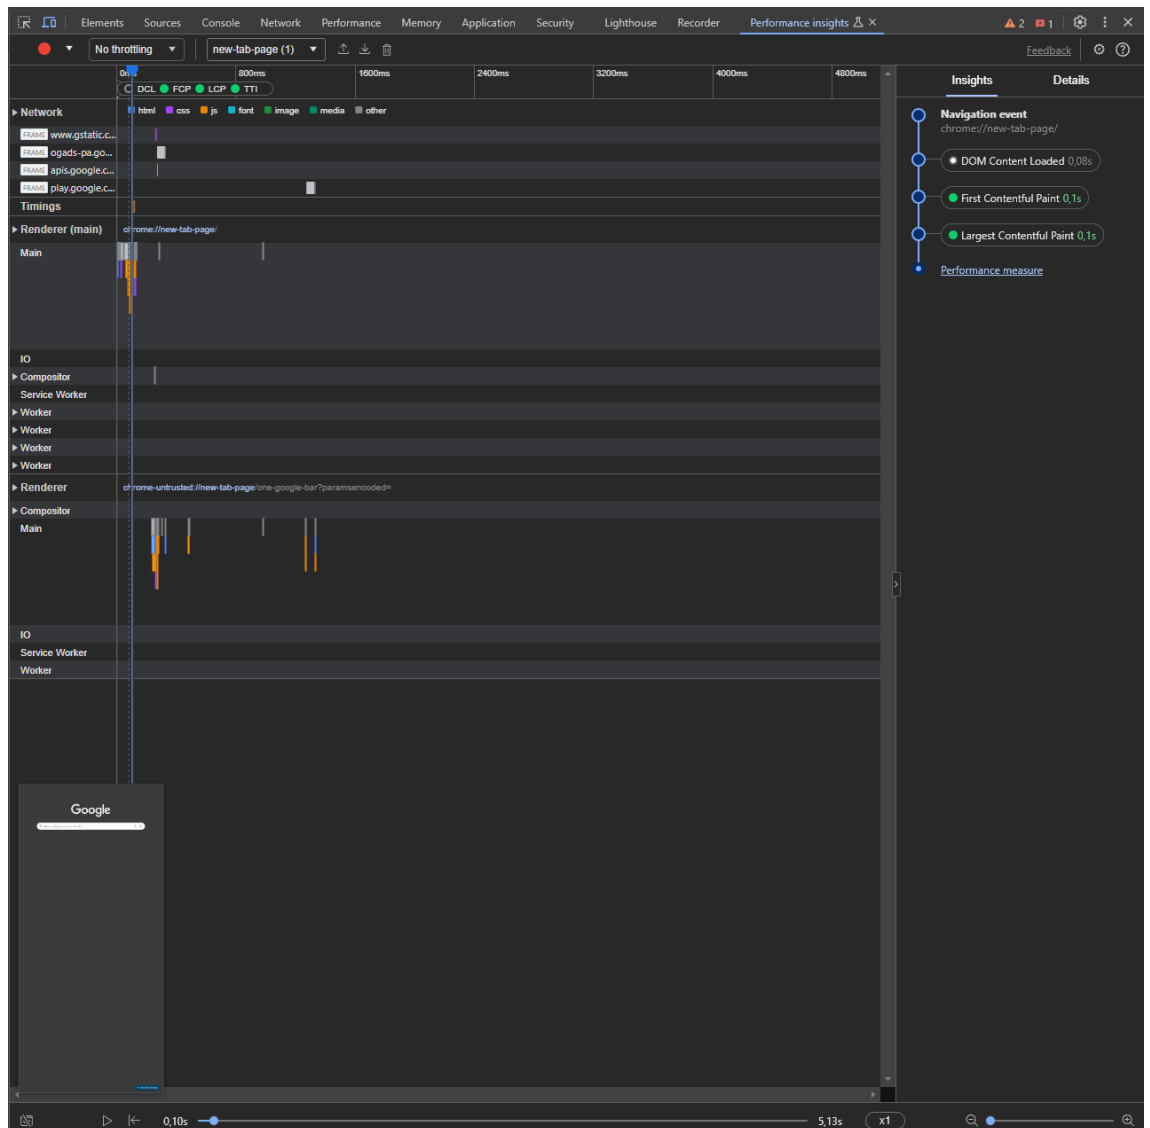 Elements Sources Console Network Performance Memory Application Security Lighthouse Recorder Performance insights 2 1
No throttling new-tab-page (1) Feedback
800ms 1600ms 2400ms 3200ms 4000ms 4800ms
DCL FCP LCP TTI
Network html css js font image media other
FRAME www.gstatic.c...
FRAME ogads-pa.go...
FRAME apis.google.c...
FRAME play.google.c...
Timings
Renderer (main) chrome://new-tab-page/
Main
IO
Compositor
Service Worker
Worker
Worker
Worker
Worker
Renderer chrome-untrusted://new-tab-page/one-google-bar?paramsencoded=
Compositor
Main
IO
Service Worker
Worker
Google
0,10s 5,13s x1
Insights Details
Navigation event
chrome://new-tab-page/
DOM Content Loaded 0,08s
First Contentful Paint 0,1s
Largest Contentful Paint 0,1s
Performance measure